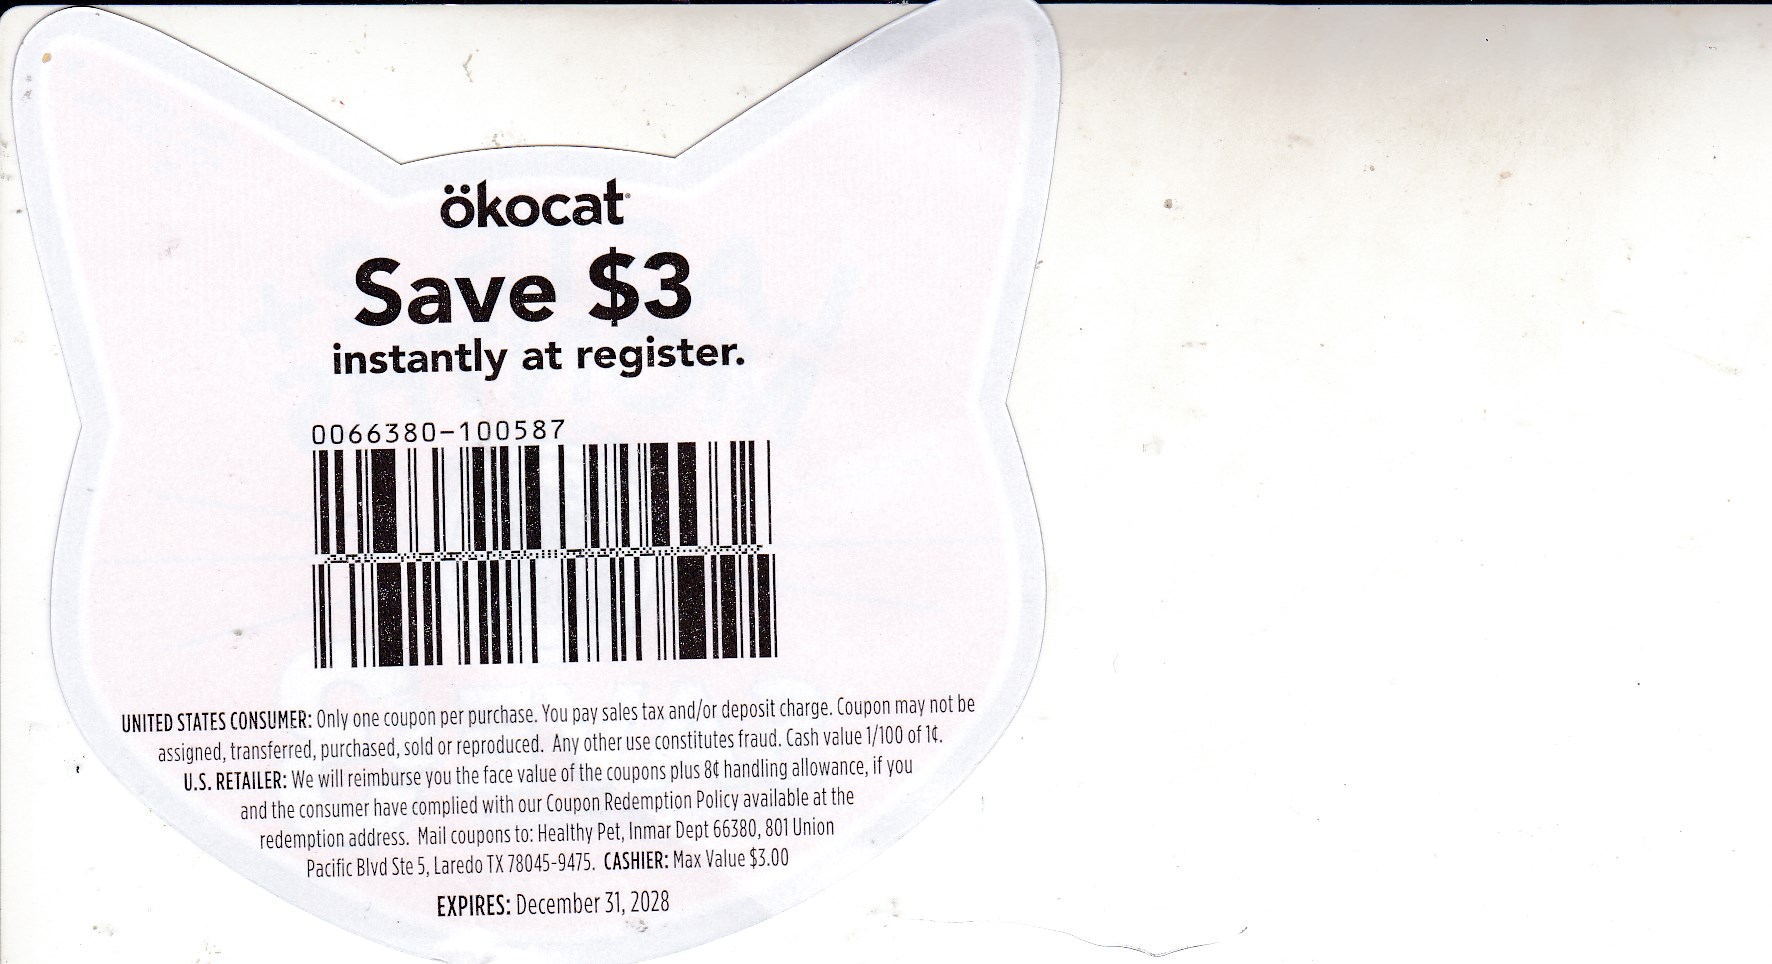 ökocat
Save $3
instantly at register.
0066380-100587
UNITED STATES CONSUMER: Only one coupon per purchase. You pay sales tax and/or deposit charge. Coupon may not be
assigned, transferred, purchased, sold or reproduced. Any other use constitutes fraud. Cash value 1/100 of 1¢.
U.S. RETAILER: We will reimburse you the face value of the coupons plus 8¢ handling allowance, if you
and the consumer have complied with our Coupon Redemption Policy available at the
redemption address. Mail coupons to: Healthy Pet, Inmar Dept 66380, 801 Union
Pacific Blvd Ste 5, Laredo TX 78045-9475. CASHIER: Max Value $3.00
EXPIRES: December 31, 2028